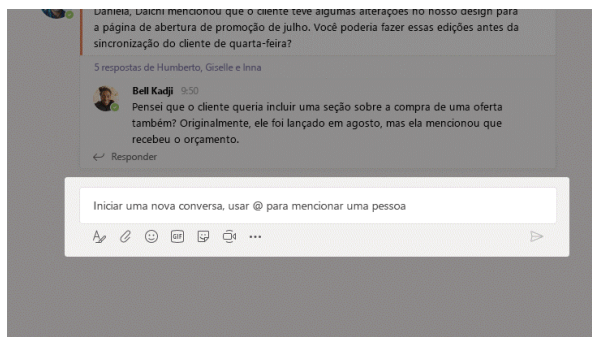 Daniela, Daichi mencionou que o cliente teve algumas alterações no nosso design para
a página de abertura de promoção de julho. Você poderia fazer essas edições antes da
sincronização do cliente de quarta-feira?
5 respostas de Humberto, Giselle e Inna
Bell Kadji 9:50
Pensei que o cliente queria incluir uma seção sobre a compra de uma oferta
também? Originalmente, ele foi lançado em agosto, mas ela mencionou que
recebeu o orçamento.
Responder
Iniciar uma nova conversa, usar @ para mencionar uma pessoa
GIF